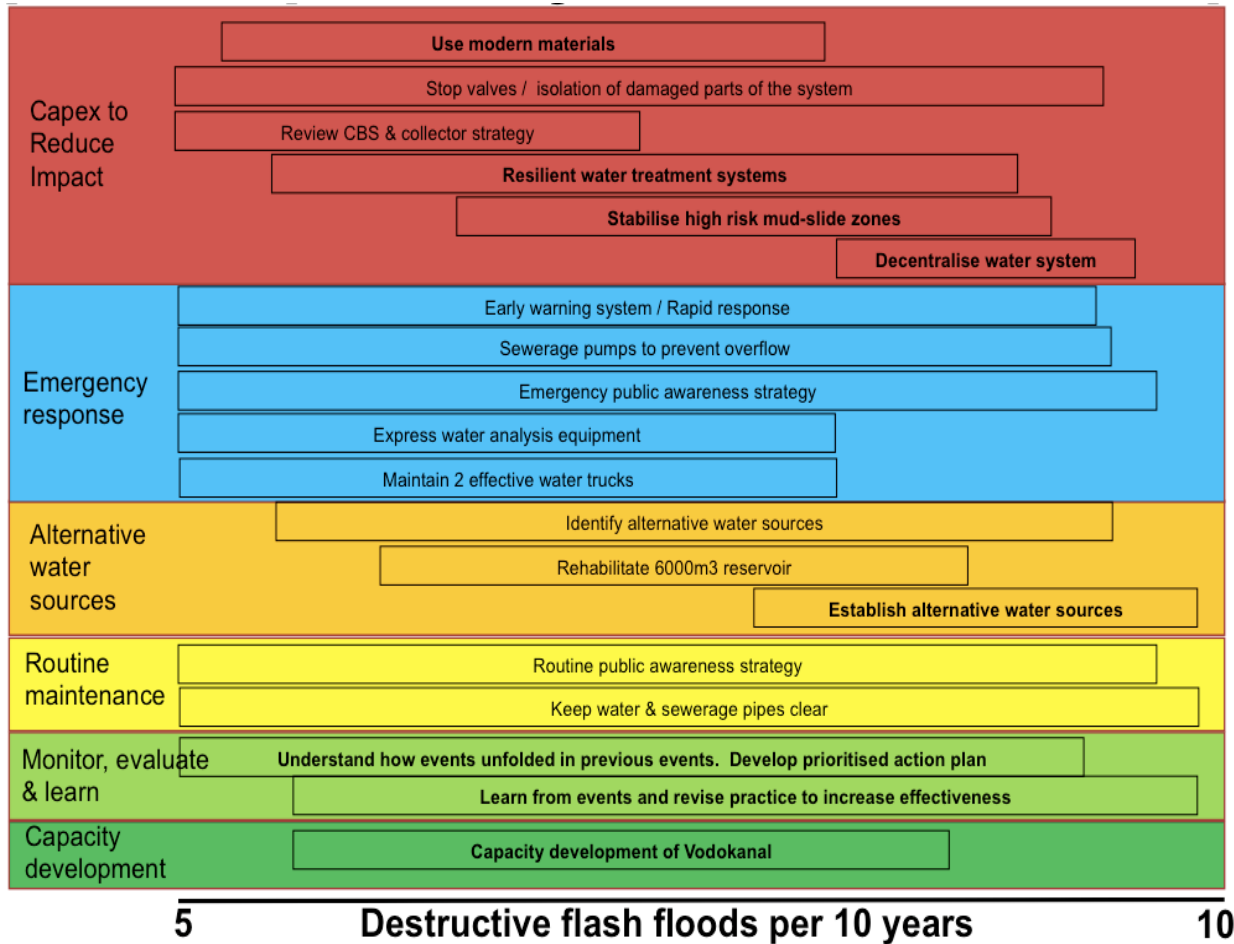 Capex to
Reduce
Impact
Use modern materials
Stop valves / isolation of damaged parts of the system
Review CBS & collector strategy
Resilient water treatment systems
Stabilise high risk mud-slide zones
Decentralise water system
Emergency
response
Early warning system / Rapid response
Sewerage pumps to prevent overflow
Emergency public awareness strategy
Express water analysis equipment
Maintain 2 effective water trucks
Alternative
water
sources
Identify alternative water sources
Rehabilitate 6000m3 reservoir
Establish alternative water sources
Routine
maintenance
Routine public awareness strategy
Keep water & sewerage pipes clear
Monitor, evaluate
& learn
Understand how events unfolded in previous events. Develop prioritised action plan
Learn from events and revise practice to increase effectiveness
Capacity
development
Capacity development of Vodokanal
5 Destructive flash floods per 10 years 10